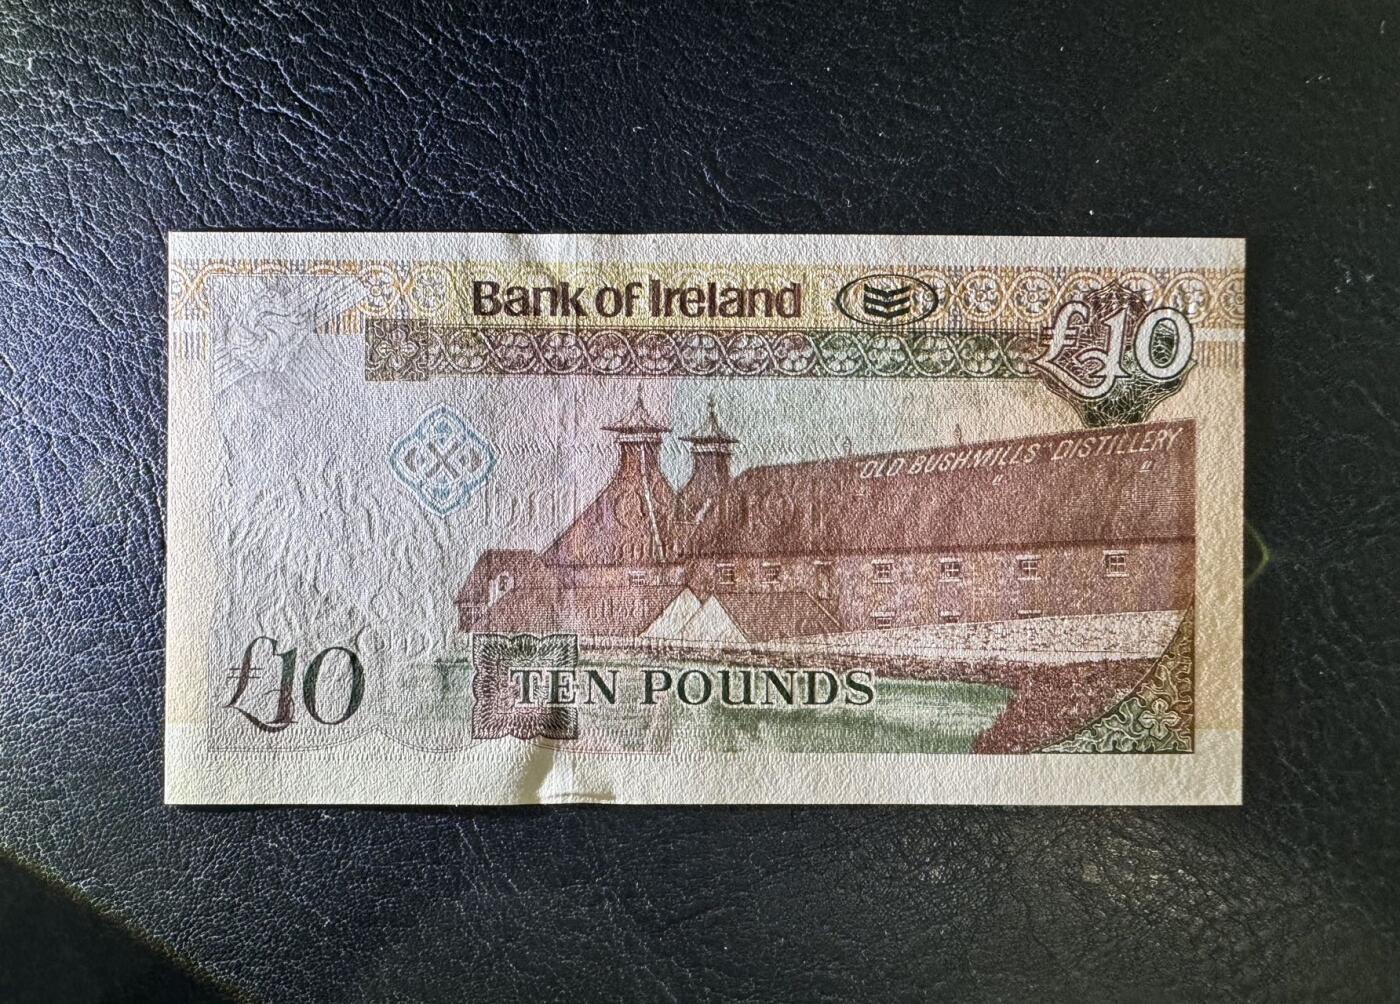 Bank of Ireland
£10
"OLD BUSHMILLS" DISTILLERY
£10
TEN POUNDS